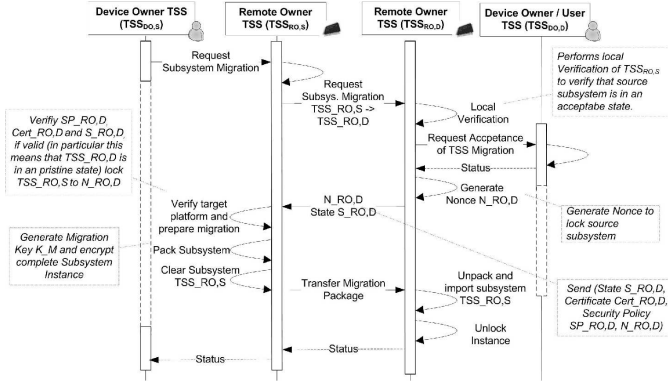 Device Owner TSS
(TSSDO,S)
Remote Owner
TSS (TSSRO,S)
Remote Owner
TSS (TSSRO,D)
Device Owner / User
TSS (TSSDO,D)
Request
Subsystem Migration
Request
Subsys. Migration
TSS_RO,S ->
TSS_RO,D
Local
Verification
Performs local
Verification of TSSRO,S
to verify that source
subsystem is in an
acceptabe state.
Verifiy SP_RO,D,
Cert_RO,D and S_RO,D,
if valid (in particular this
means that TSS_RO,D is
in an pristine state) lock
TSS_RO,S to N_RO,D
Request Accpetance
of TSS Migration
Status
Generate
Nonce N_RO,D
N_RO,D
State S_RO,D
Verify target
platform and
prepare migration
Generate Nonce to
lock source
subsystem
Generate Migration
Key K_M and encrypt
complete Subsystem
Instance
Pack Subsystem
Clear Subsystem
TSS_RO,S
Transfer Migration
Package
Unpack and
import subsystem
TSS_RO,S
Send (State S_RO,D,
Certificate Cert_RO,D,
Security Policy
SP_RO,D, N_RO,D)
Unlock
Instance
Status
Status